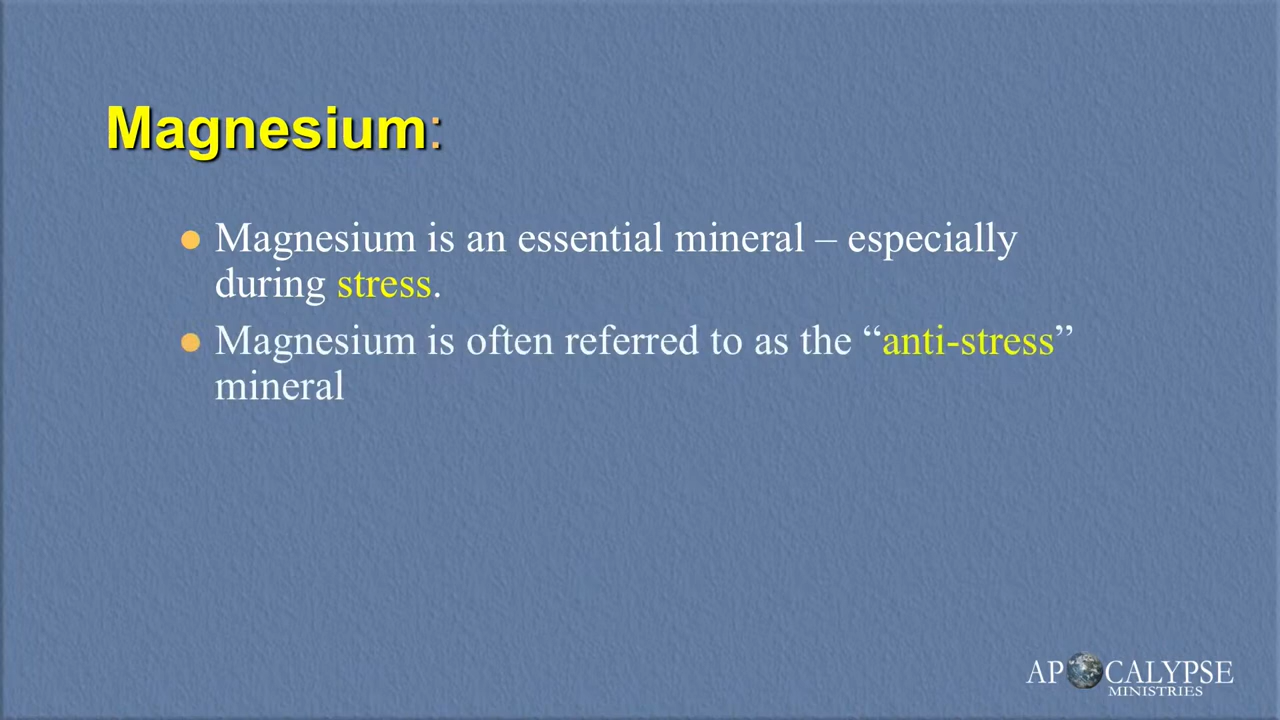 Magnesium:
Magnesium is an essential mineral – especially
during stress.
Magnesium is often referred to as the “anti-stress”
mineral
APOCALYPSE
MINISTRIES